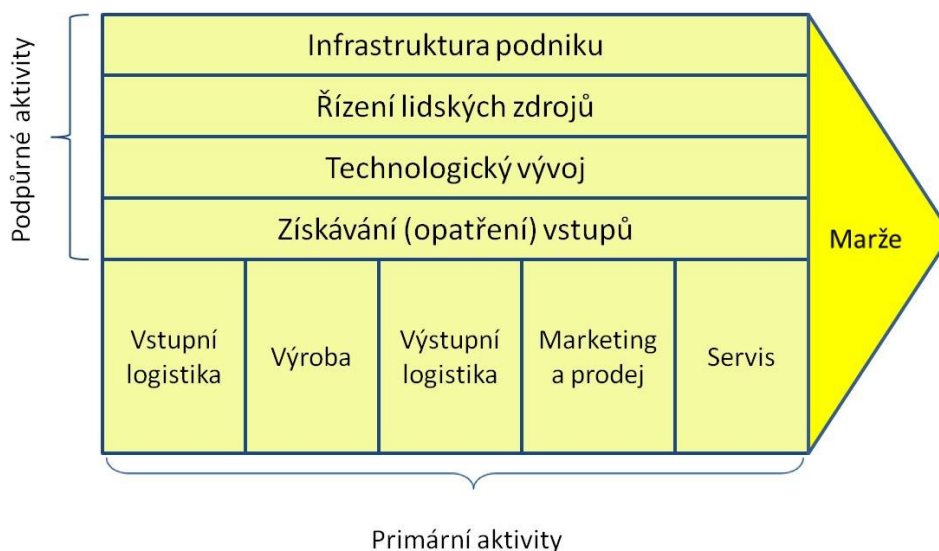 Podpůrné aktivity
Infrastruktura podniku
Řízení lidských zdrojů
Technologický vývoj
Získávání (opatření) vstupů
Marže
Vstupní
logistika
Výroba
Výstupní
logistika
Marketing
a prodej
Servis
Primární aktivity